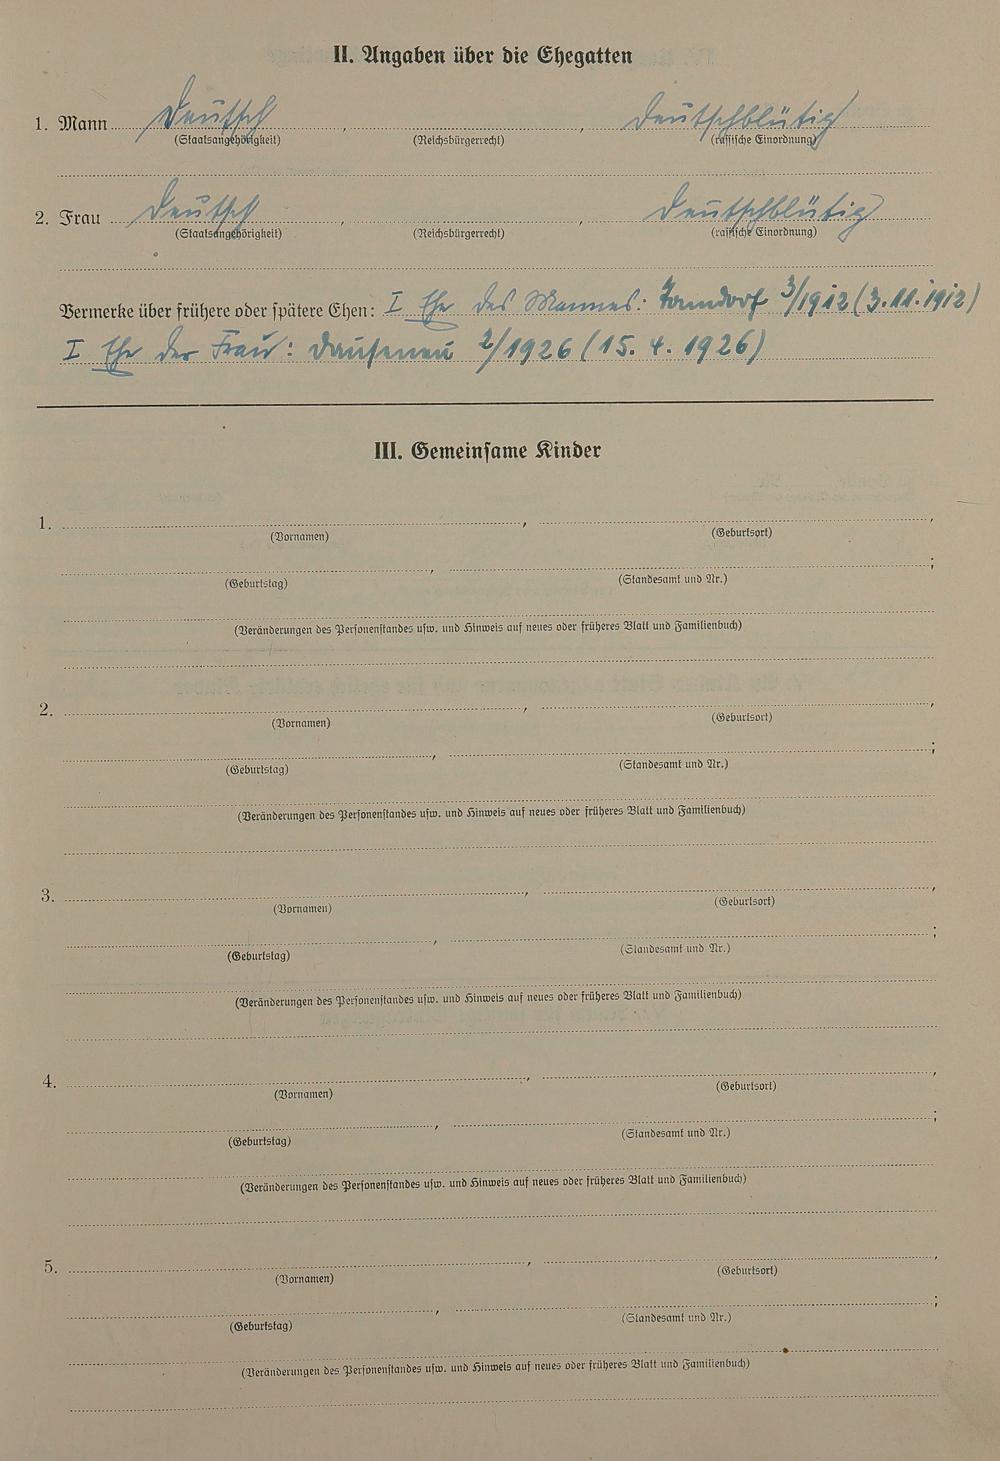 II. Angaben über die Ehegatten
1. Mann Deutsch , , Deutschblütig
(Staatsangehörigkeit) (Reichsbürgerrecht) (rassische Einordnung)
2. Frau Deutsch , , Deutschblütig
(Staatsangehörigkeit) (Reichsbürgerrecht) (rassische Einordnung)
Vermerke über frühere oder spätere Ehen: I Ehe des Mannes: 3/1912 (3.11.1912)
I Ehe der Frau: Dausenau 2/1926 (15. 4. 1926)
III. Gemeinsame Kinder
1. , ,
(Vornamen) (Geburtsort)
, ;
(Geburtstag) (Standesamt und Nr.)
(Veränderungen des Personenstandes usw. und Hinweis auf neues oder früheres Blatt und Familienbuch)
2. , ,
(Vornamen) (Geburtsort)
, ;
(Geburtstag) (Standesamt und Nr.)
(Veränderungen des Personenstandes usw. und Hinweis auf neues oder früheres Blatt und Familienbuch)
3. , ,
(Vornamen) (Geburtsort)
, ;
(Geburtstag) (Standesamt und Nr.)
(Veränderungen des Personenstandes usw. und Hinweis auf neues oder früheres Blatt und Familienbuch)
4. , ,
(Vornamen) (Geburtsort)
, ;
(Geburtstag) (Standesamt und Nr.)
(Veränderungen des Personenstandes usw. und Hinweis auf neues oder früheres Blatt und Familienbuch)
5. , ,
(Vornamen) (Geburtsort)
, ;
(Geburtstag) (Standesamt und Nr.)
(Veränderungen des Personenstandes usw. und Hinweis auf neues oder früheres Blatt und Familienbuch)